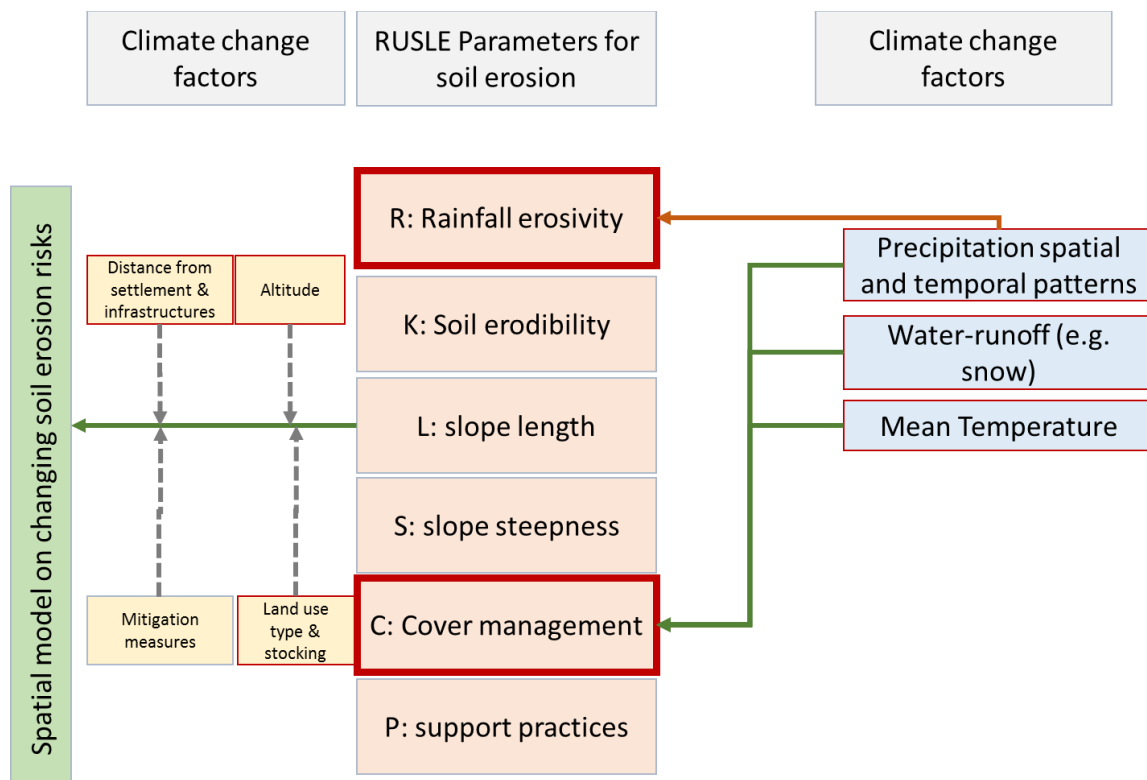 Climate change
factors
RUSLE Parameters for
soil erosion
Climate change
factors
Spatial model on changing soil erosion risks
Distance from
settlement &
infrastructures
Altitude
Mitigation
measures
Land use
type &
stocking
R: Rainfall erosivity
K: Soil erodibility
L: slope length
S: slope steepness
C: Cover management
P: support practices
Precipitation spatial
and temporal patterns
Water-runoff (e.g.
snow)
Mean Temperature